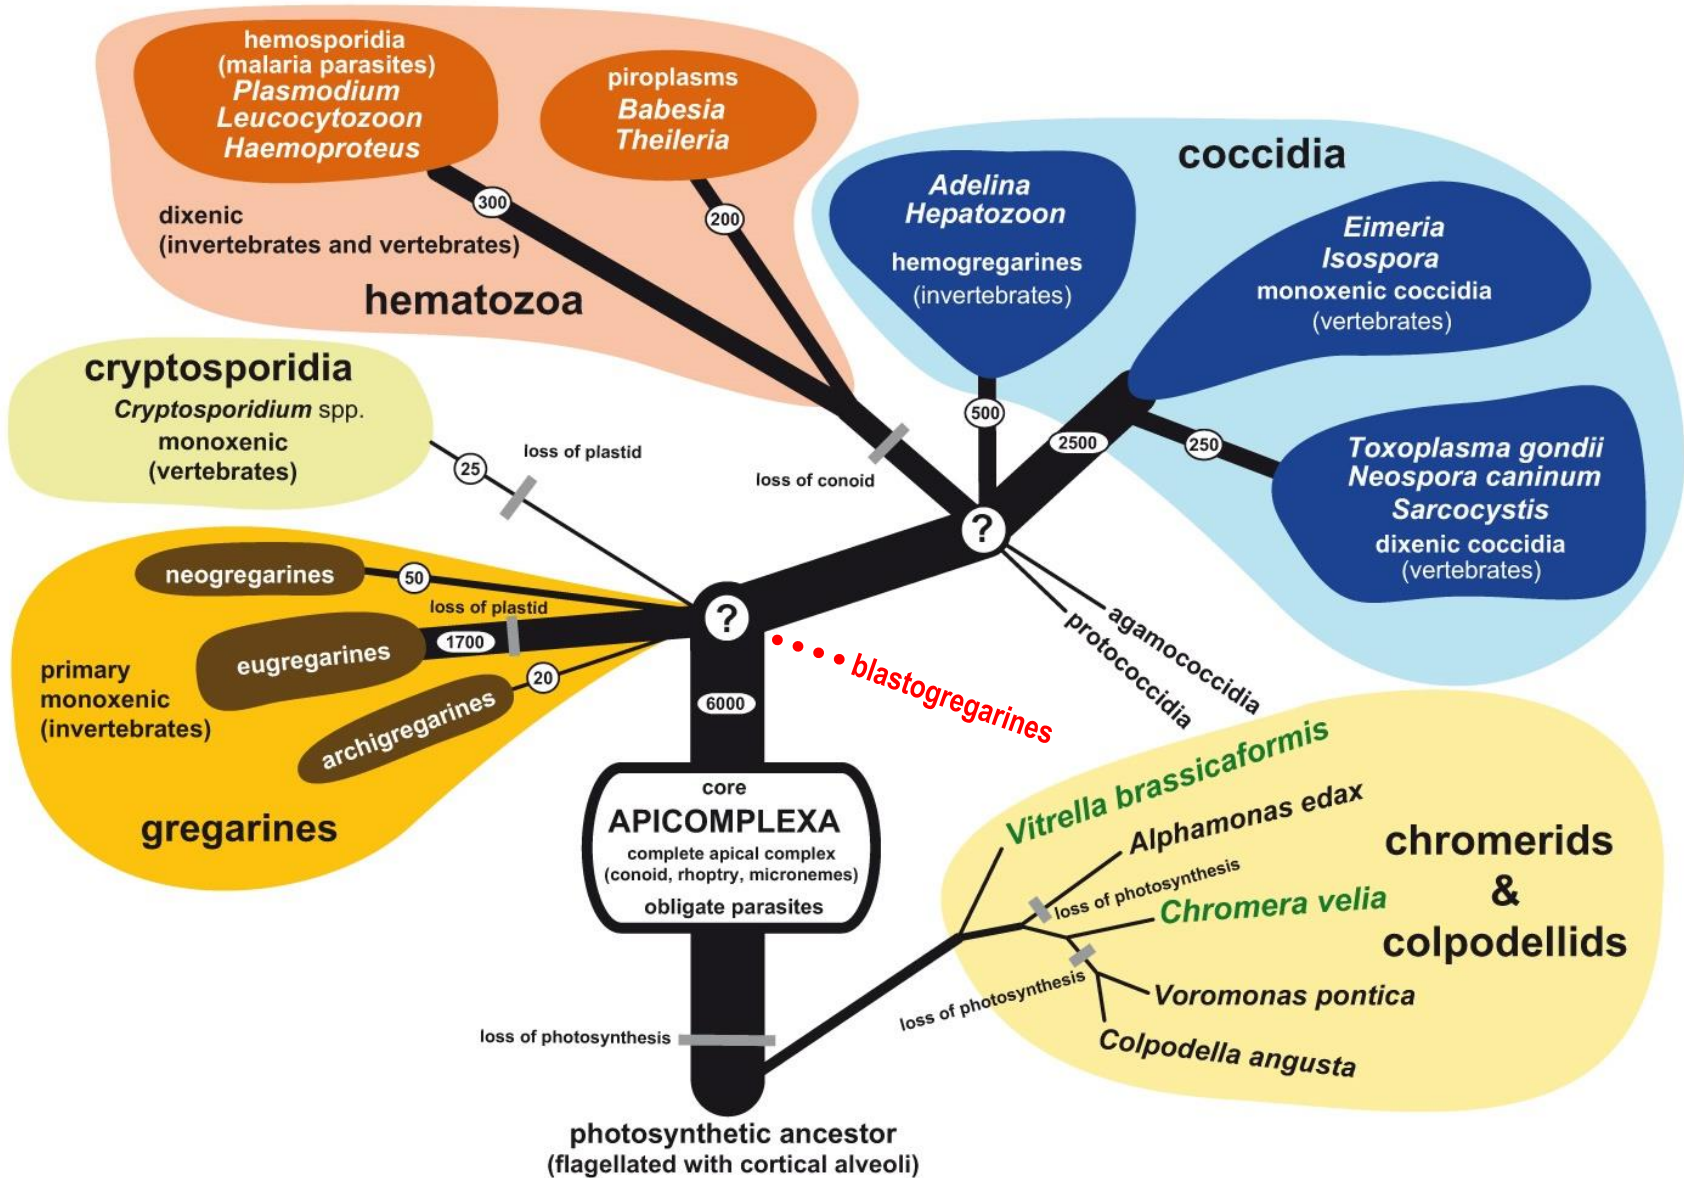 hemosporidia
(malaria parasites)
Plasmodium
Leucocytozoon
Haemoproteus
piroplasms
Babesia
Theileria
300
200
dixenic
(invertebrates and vertebrates)
hematozoa
coccidia
Adelina
Hepatozoon
hemogregarines
(invertebrates)
Eimeria
Isospora
monoxenic coccidia
(vertebrates)
500
2500
250
Toxoplasma gondii
Neospora caninum
Sarcocystis
dixenic coccidia
(vertebrates)
cryptosporidia
Cryptosporidium spp.
monoxenic
(vertebrates)
25
loss of plastid
loss of conoid
?
agamococcidia
protococcidia
neogregarines
50
loss of plastid
eugregarines
1700
archigregarines
20
primary
monoxenic
(invertebrates)
gregarines
?
blastogregarines
6000
core
APICOMPLEXA
complete apical complex
(conoid, rhoptry, micronemes)
obligate parasites
Vitrella brassicaformis
Alphamonas edax
loss of photosynthesis
Chromera velia
loss of photosynthesis
Voromonas pontica
Colpodella angusta
chromerids
&
colpodellids
loss of photosynthesis
photosynthetic ancestor
(flagellated with cortical alveoli)